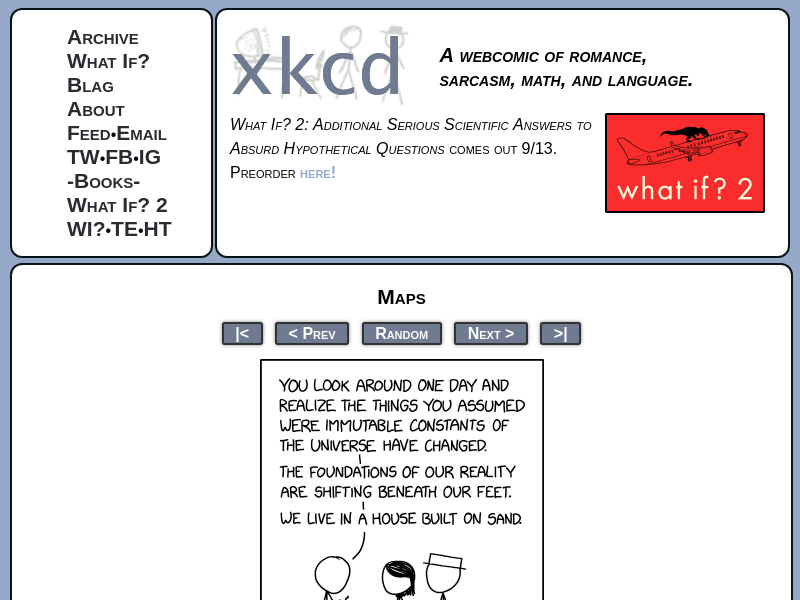 Archive
What If?
Blag
About
Feed•Email
TW•FB•IG
-Books-
What If? 2
WI?•TE•HT
xkcd
A webcomic of romance,
sarcasm, math, and language.
What If? 2: Additional Serious Scientific Answers to
Absurd Hypothetical Questions comes out 9/13.
Preorder here!
what if? 2
Maps
|<
< Prev
Random
Next >
>|
YOU LOOK AROUND ONE DAY AND
REALIZE THE THINGS YOU ASSUMED
WERE IMMUTABLE CONSTANTS OF
THE UNIVERSE HAVE CHANGED.
THE FOUNDATIONS OF OUR REALITY
ARE SHIFTING BENEATH OUR FEET.
WE LIVE IN A HOUSE BUILT ON SAND.